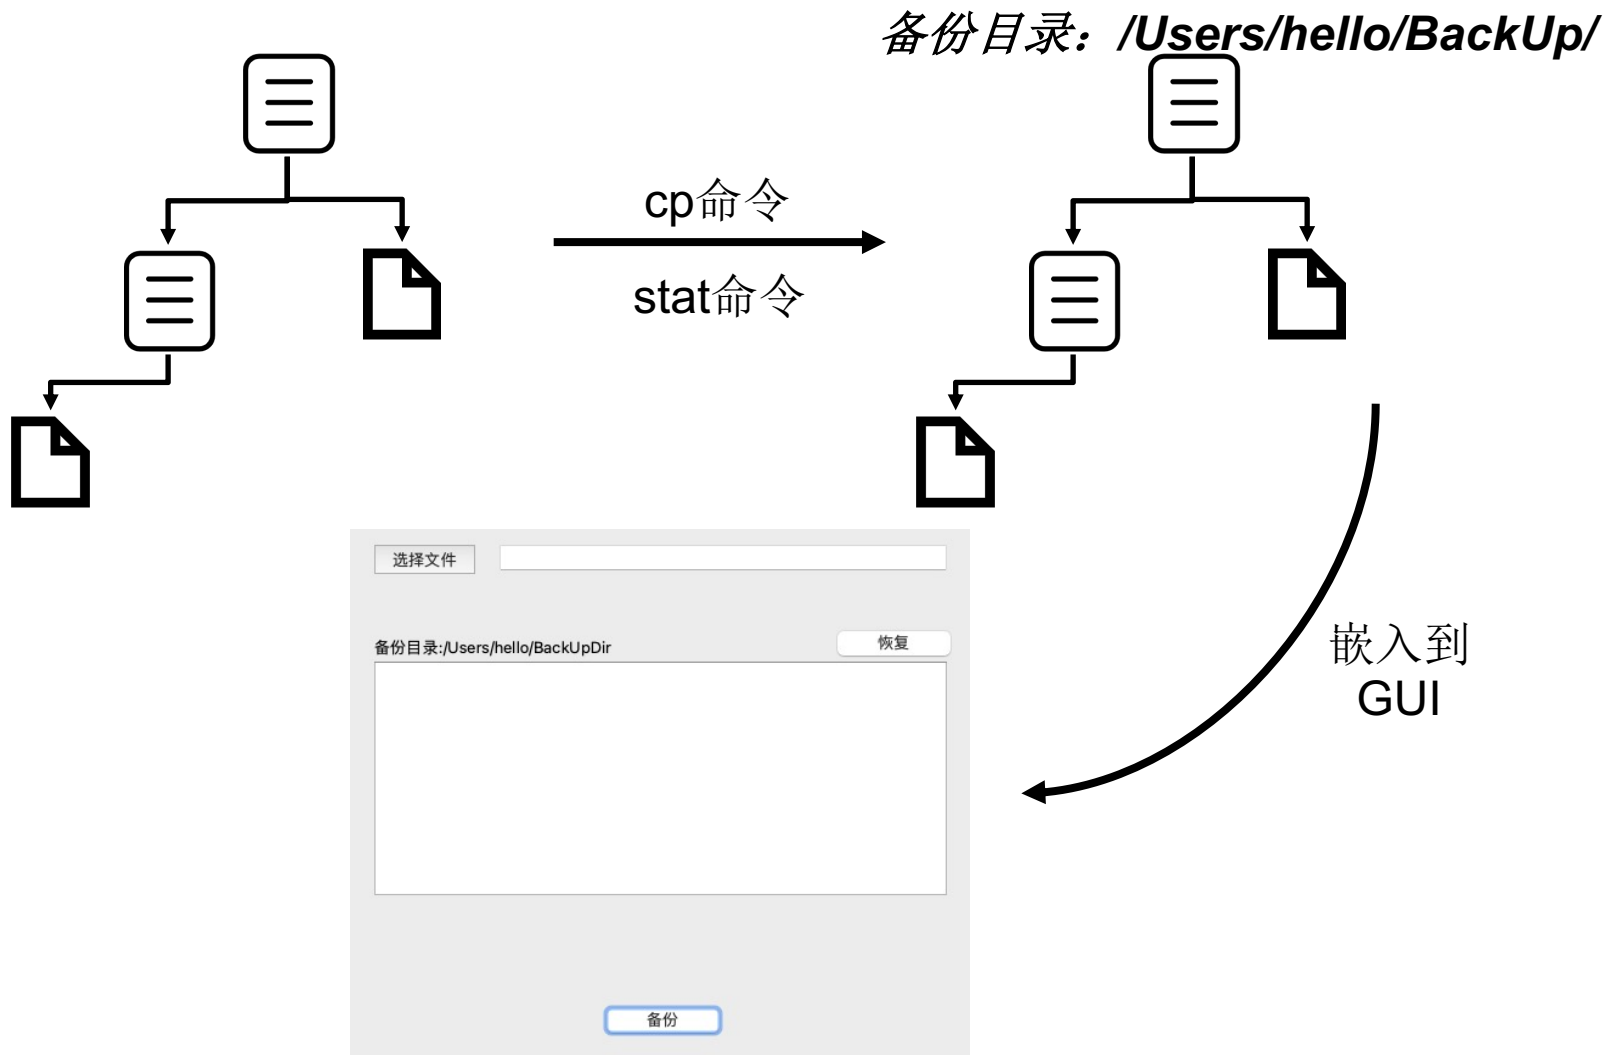 备份目录：/Users/hello/BackUp/
cp命令
stat命令
选择文件
备份目录:/Users/hello/BackUpDir
恢复
嵌入到
GUI
备份